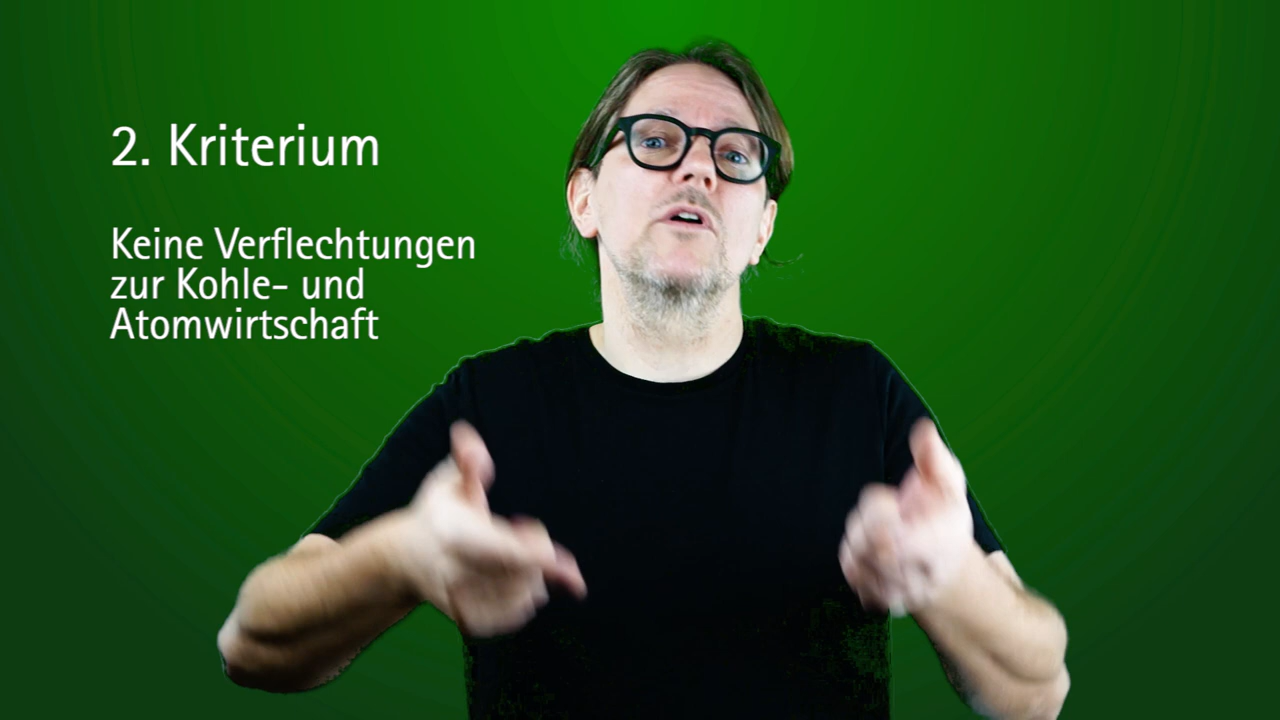 2. Kriterium
Keine Verflechtungen
zur Kohle- und
Atomwirtschaft